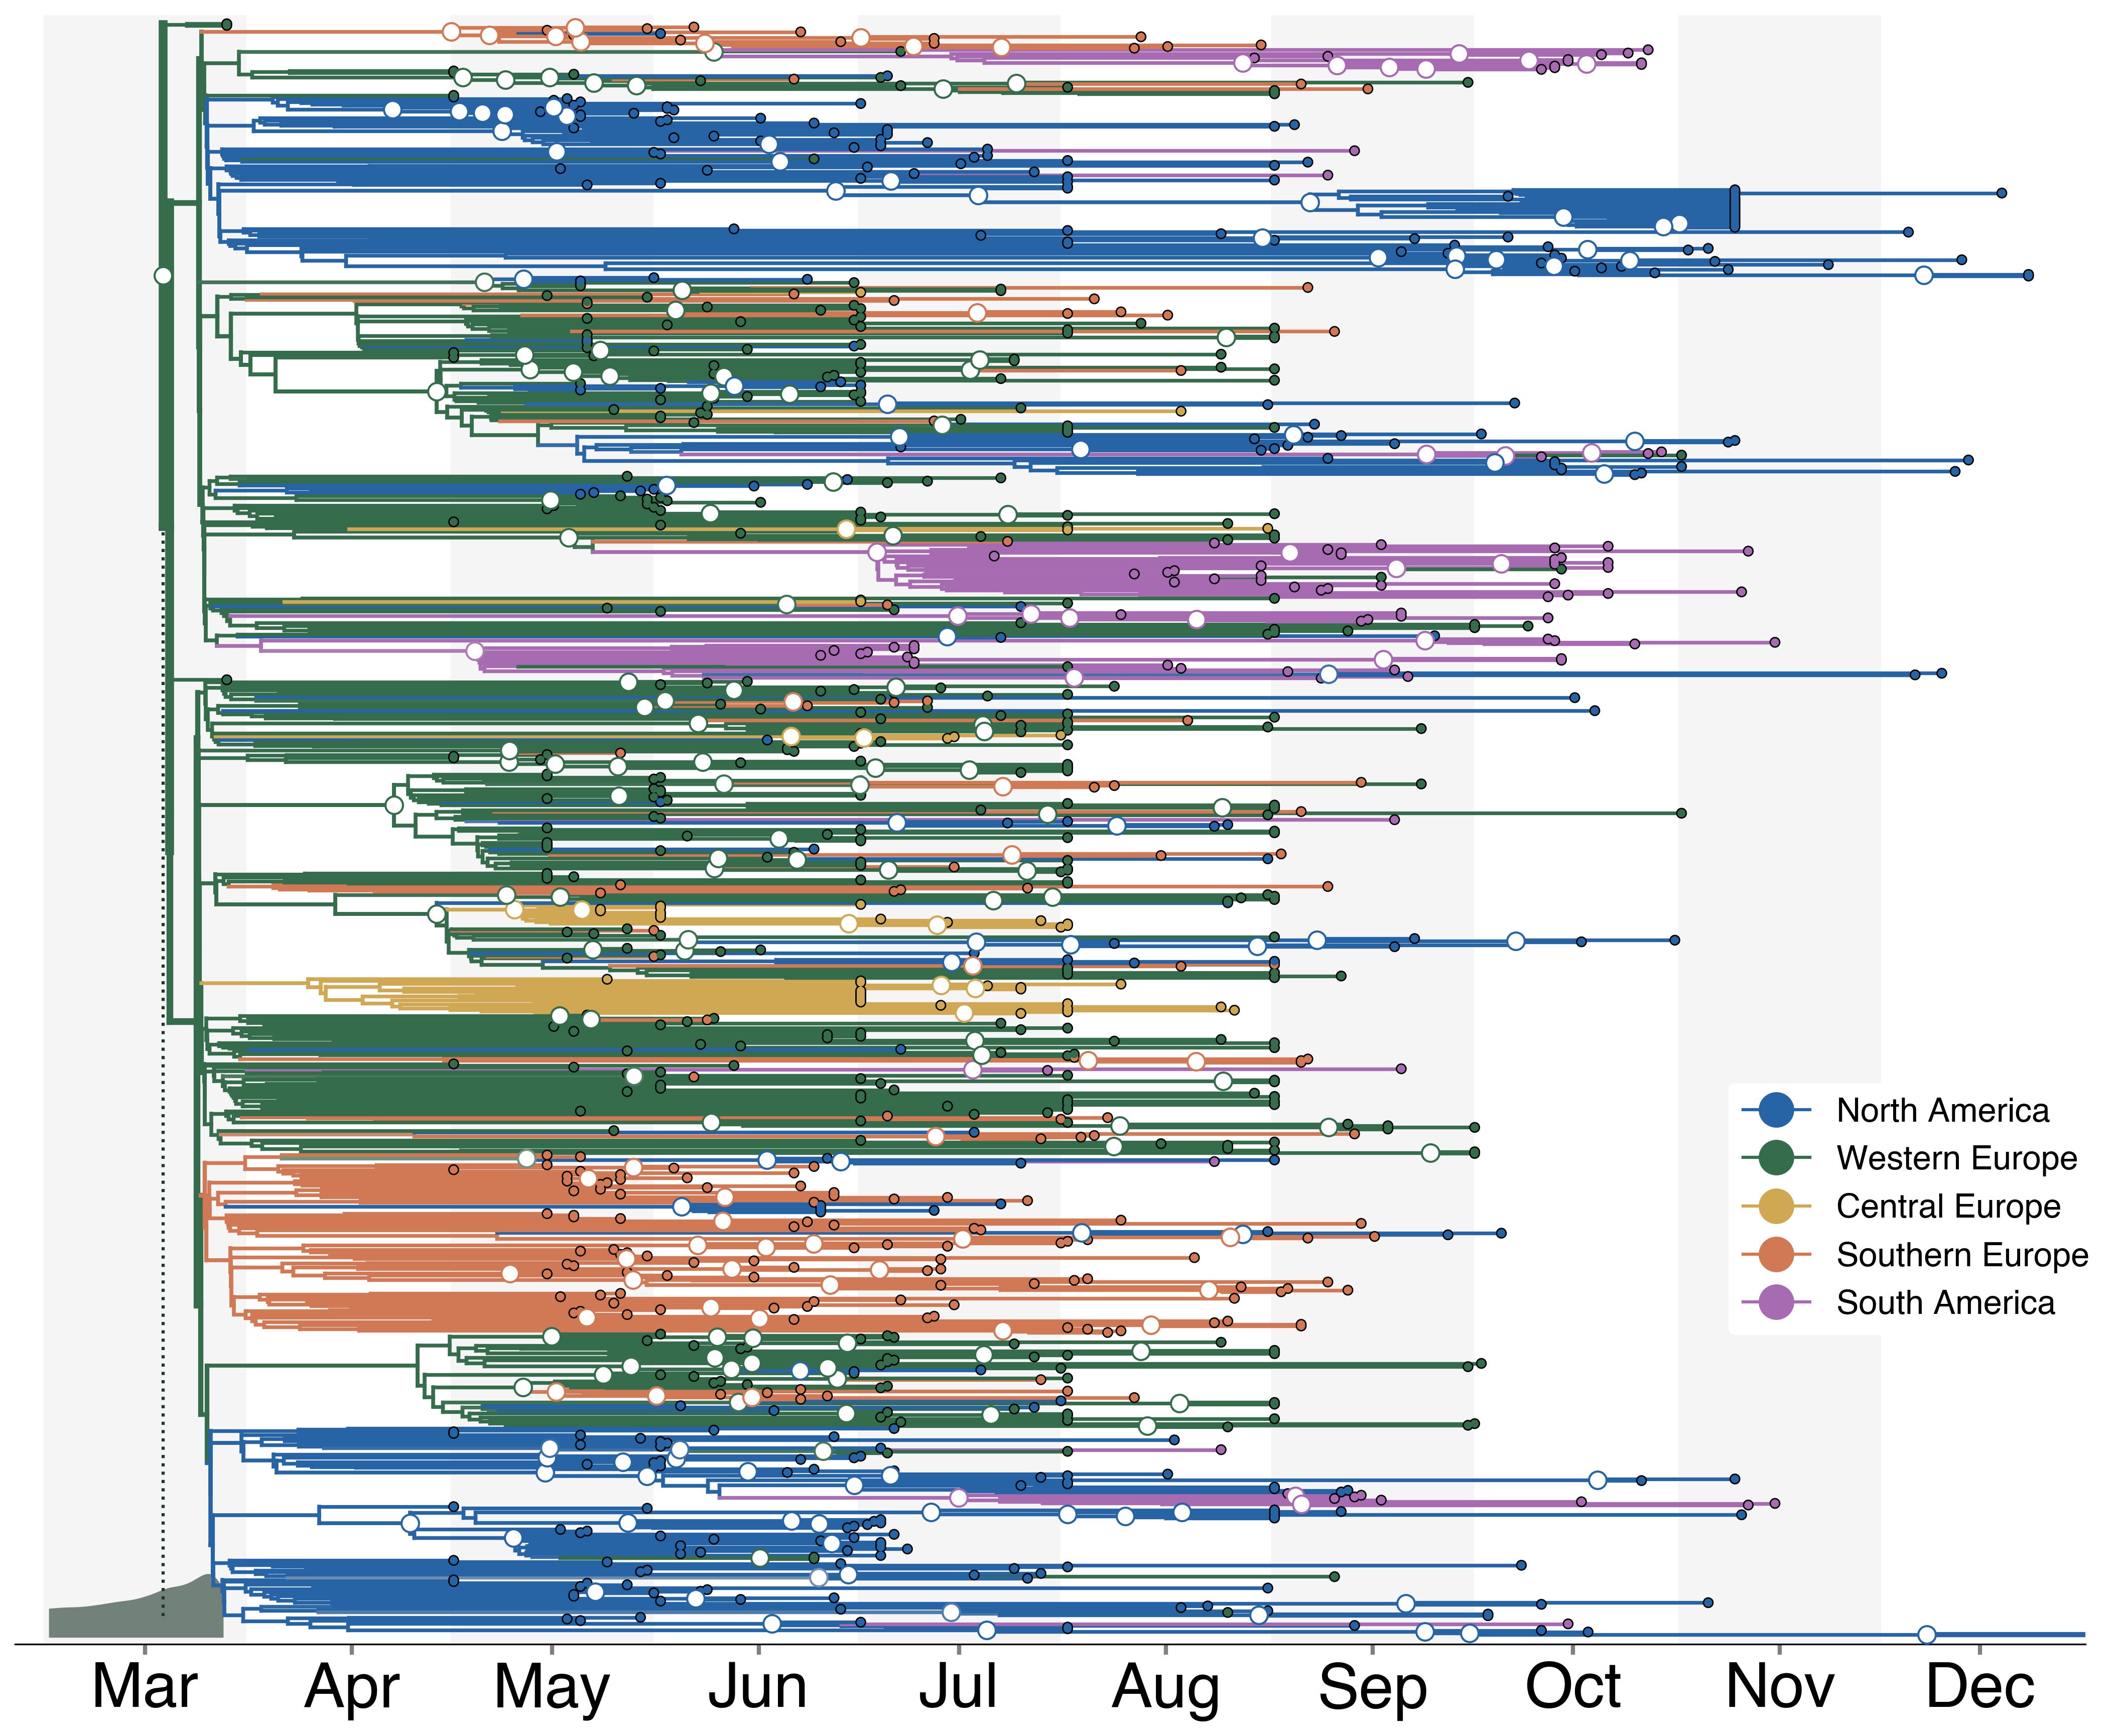 North America
Western Europe
Central Europe
Southern Europe
South America
Mar Apr May Jun Jul Aug Sep Oct Nov Dec